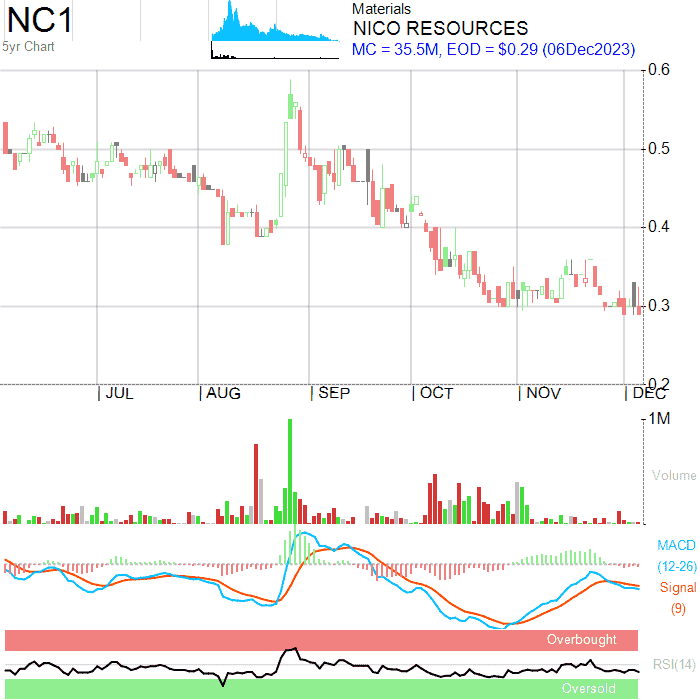 NC1
5yr Chart
Materials
NICO RESOURCES
MC = 35.5M, EOD = $0.29 (06Dec2023)
0.6
0.5
0.4
0.3
0.2
JUL AUG SEP OCT NOV DEC
1M
Volume
MACD
(12-26)
Signal
(9)
Overbought
RSI(14)
Oversold